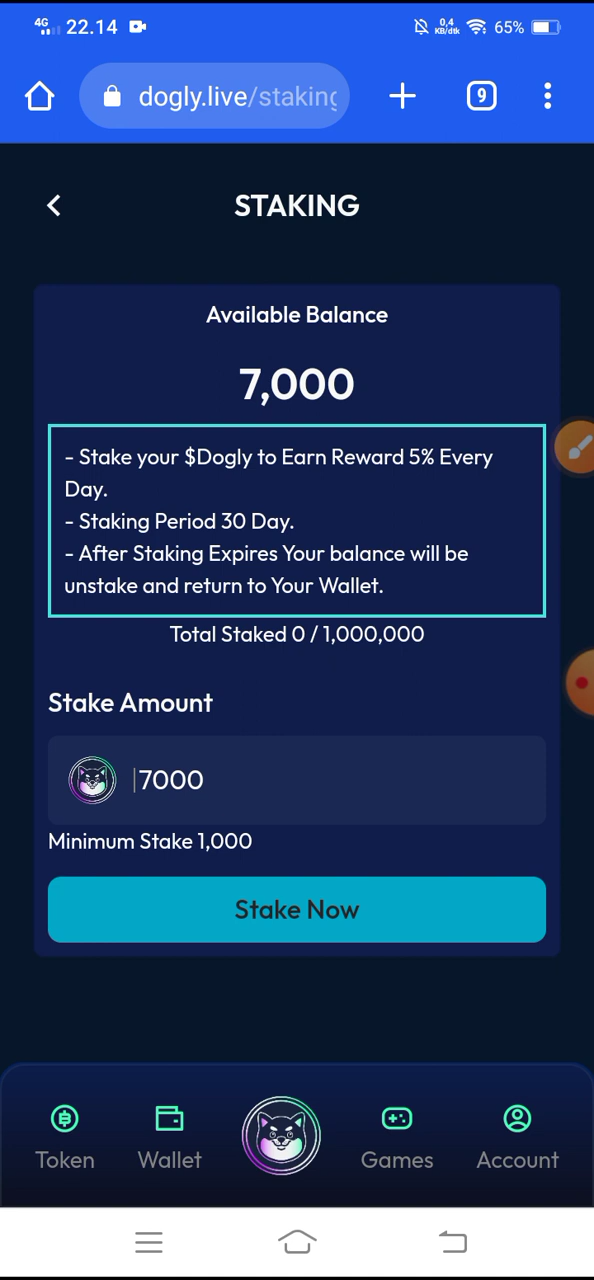 4G 22.14 0,4 KB/dtk 65%
dogly.live/staking 9
STAKING
Available Balance
7,000
- Stake your $Dogly to Earn Reward 5% Every
Day.
- Staking Period 30 Day.
- After Staking Expires Your balance will be
unstake and return to Your Wallet.
Total Staked 0 / 1,000,000
Stake Amount
7000
Minimum Stake 1,000
Stake Now
Token Wallet Games Account